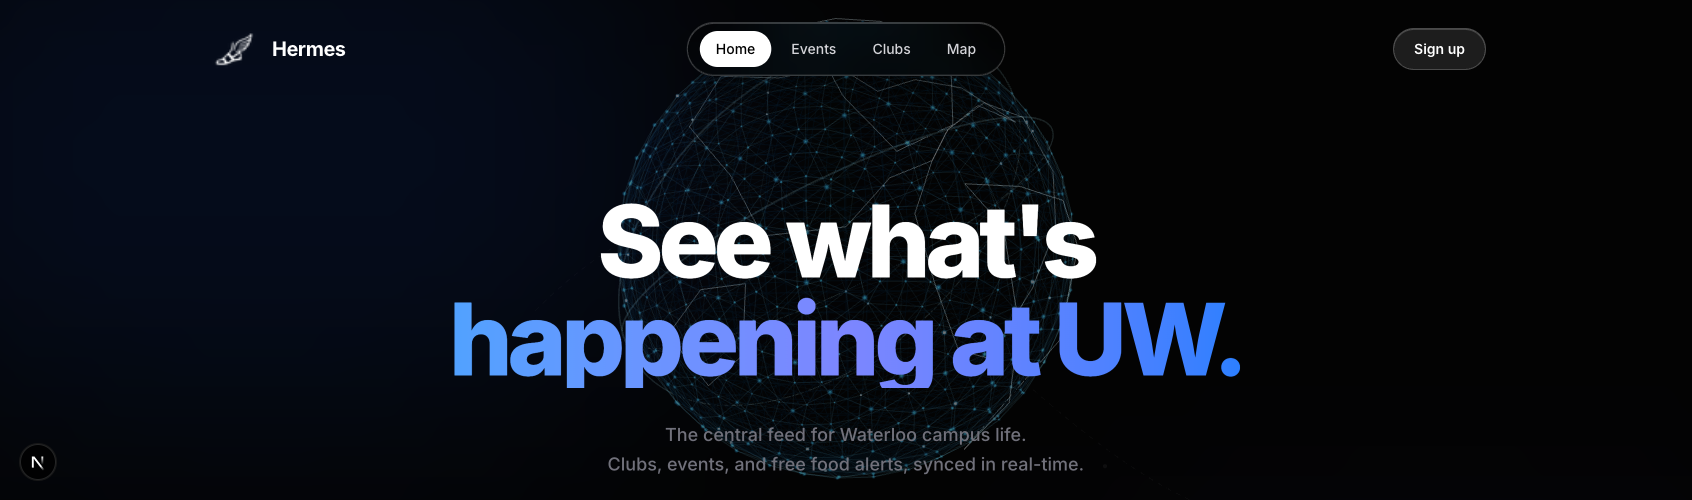 Hermes
Home Events Clubs Map
Sign up
See what's
happening at UW.
The central feed for Waterloo campus life.
Clubs, events, and free food alerts, synced in real-time.
N